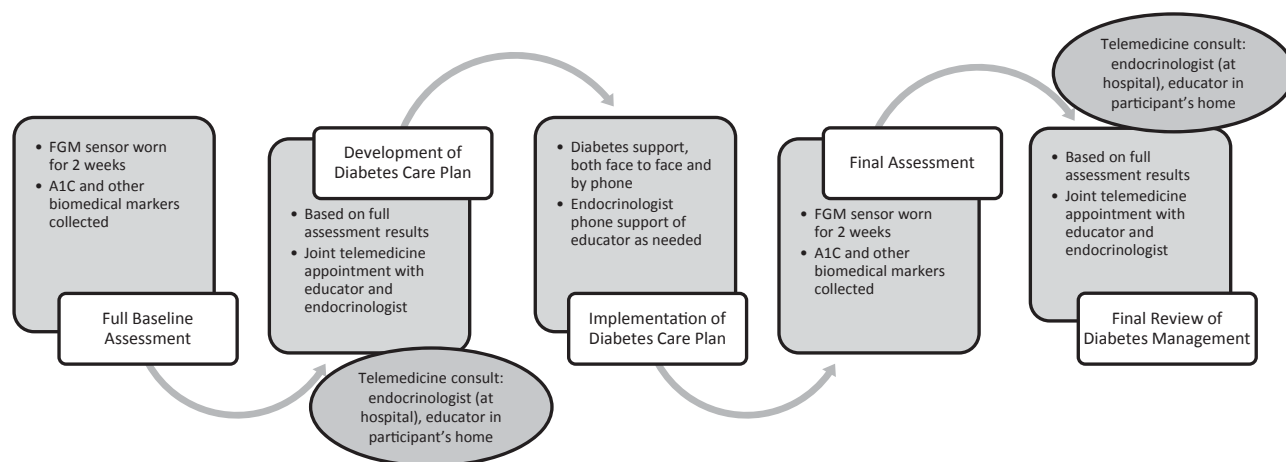 • FGM sensor worn
for 2 weeks
• A1C and other
biomedical markers
collected
Full Baseline
Assessment
Development of
Diabetes Care Plan
• Based on full
assessment results
• Joint telemedicine
appointment with
educator and
endocrinologist
Telemedicine consult:
endocrinologist (at
hospital), educator in
participant’s home
• Diabetes support,
both face to face and
by phone
• Endocrinologist
phone support of
educator as needed
Implementation of
Diabetes Care Plan
Final Assessment
• FGM sensor worn
for 2 weeks
• A1C and other
biomedical markers
collected
Telemedicine consult:
endocrinologist (at
hospital), educator in
participant’s home
• Based on full
assessment results
• Joint telemedicine
appointment with
educator and
endocrinologist
Final Review of
Diabetes Management